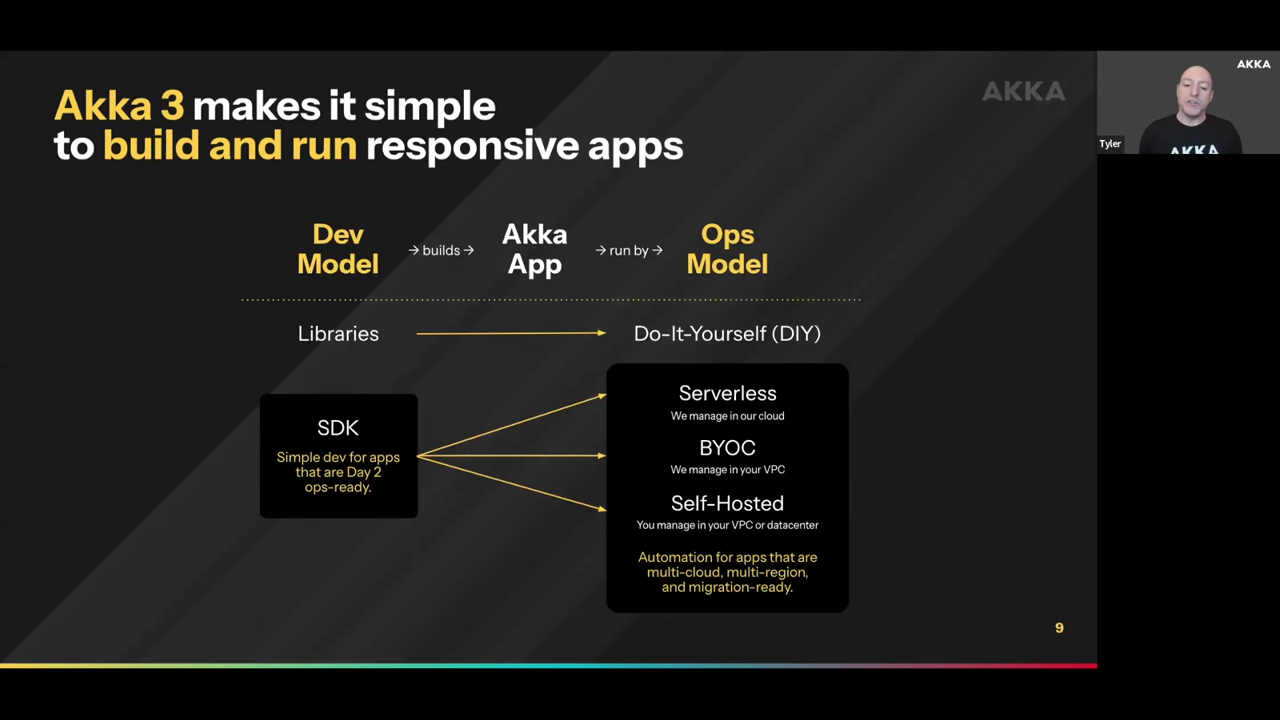 Akka 3 makes it simple
to build and run responsive apps
AKKA
AKKA
Tyler
AKKA
Dev
Model
→ builds →
Akka
App
→ run by →
Ops
Model
Libraries
Do-It-Yourself (DIY)
SDK
Simple dev for apps
that are Day 2
ops-ready.
Serverless
We manage in our cloud
BYOC
We manage in your VPC
Self-Hosted
You manage in your VPC or datacenter
Automation for apps that are
multi-cloud, multi-region,
and migration-ready.
9